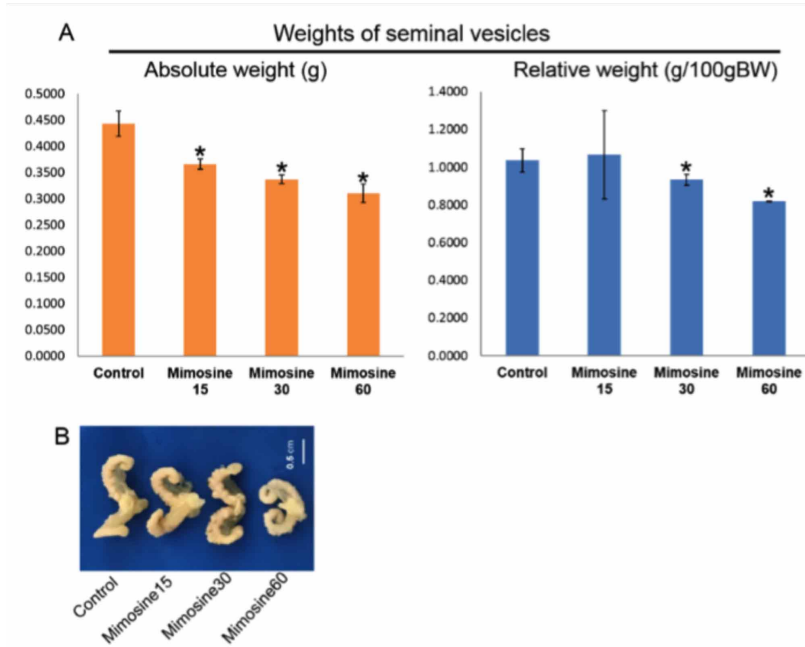 A
Weights of seminal vesicles
Absolute weight (g)
0.5000
0.4500
0.4000
0.3500
0.3000
0.2500
0.2000
0.1500
0.1000
0.0500
0.0000
*
*
*
Control
Mimosine 15
Mimosine 30
Mimosine 60
Relative weight (g/100gBW)
1.4000
1.2000
1.0000
0.8000
0.6000
0.4000
0.2000
0.0000
*
*
Control
Mimosine 15
Mimosine 30
Mimosine 60
B
0.5 cm
Control
Mimosine15
Mimosine30
Mimosine60